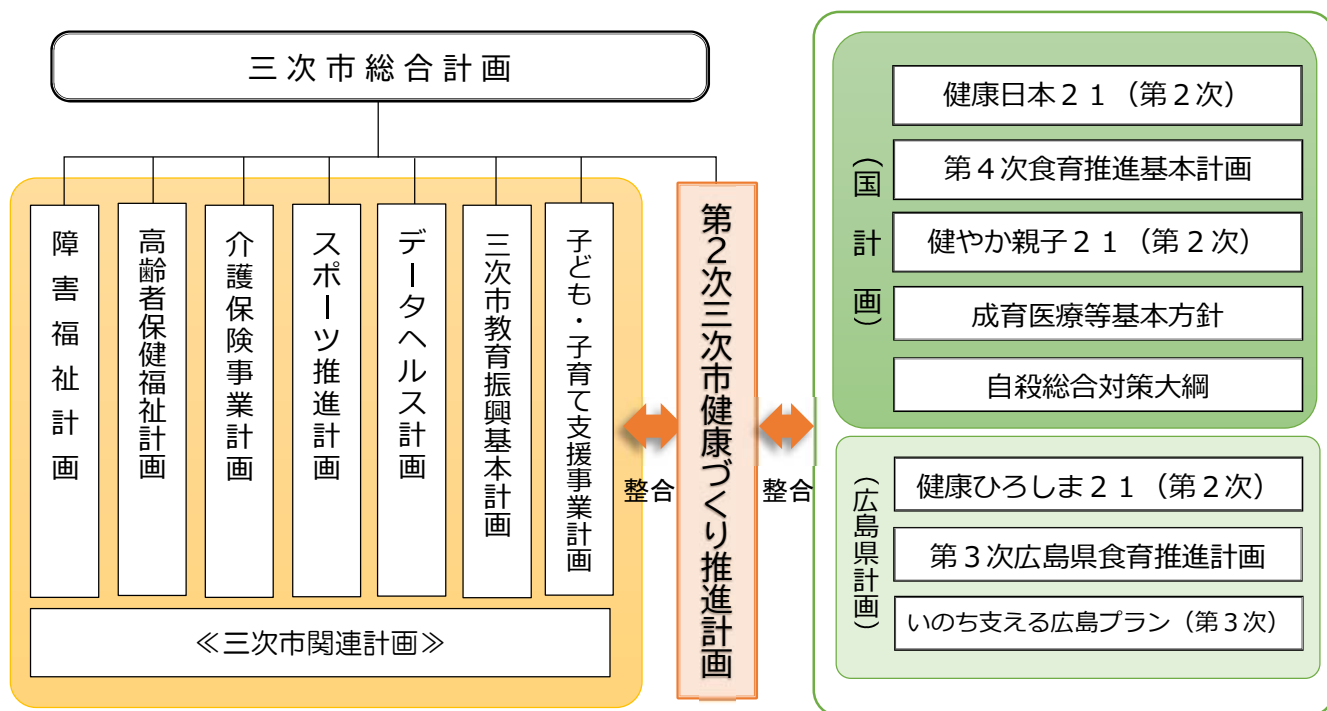 三次市総合計画
障害福祉計画
高齢者保健福祉計画
介護保険事業計画
スポーツ推進計画
データヘルス計画
三次市教育振興基本計画
子ども・子育て支援事業計画
≪三次市関連計画≫
整合
第２次三次市健康づくり推進計画
整合
（国計画）
健康日本２１（第２次）
第４次食育推進基本計画
健やか親子２１（第２次）
成育医療等基本方針
自殺総合対策大綱
（広島県計画）
健康ひろしま２１（第２次）
第３次広島県食育推進計画
いのち支える広島プラン（第３次）